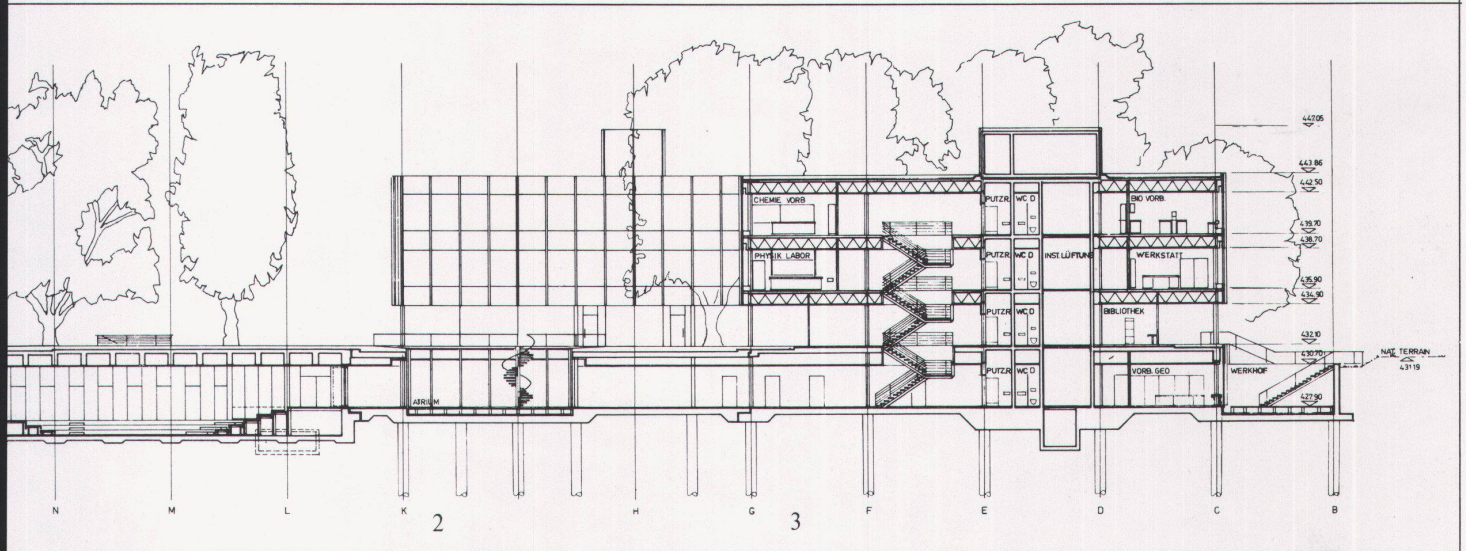 447.05
443.86
442.50
CHEMIE VORB PUTZR. WC D BIO VORB.
439.70
438.70
PHYSIK LABOR PUTZR. WC D INST. LÜFTUNG WERKSTATT
435.90
434.90
PUTZR. WC D BIBLIOTHEK
432.10
NAT. TERRAIN
430.70
431.19
PUTZR. WC D VORB. GEO WERKHOF
ATRIUM
427.90
N M L K H G F E D C B
2 3